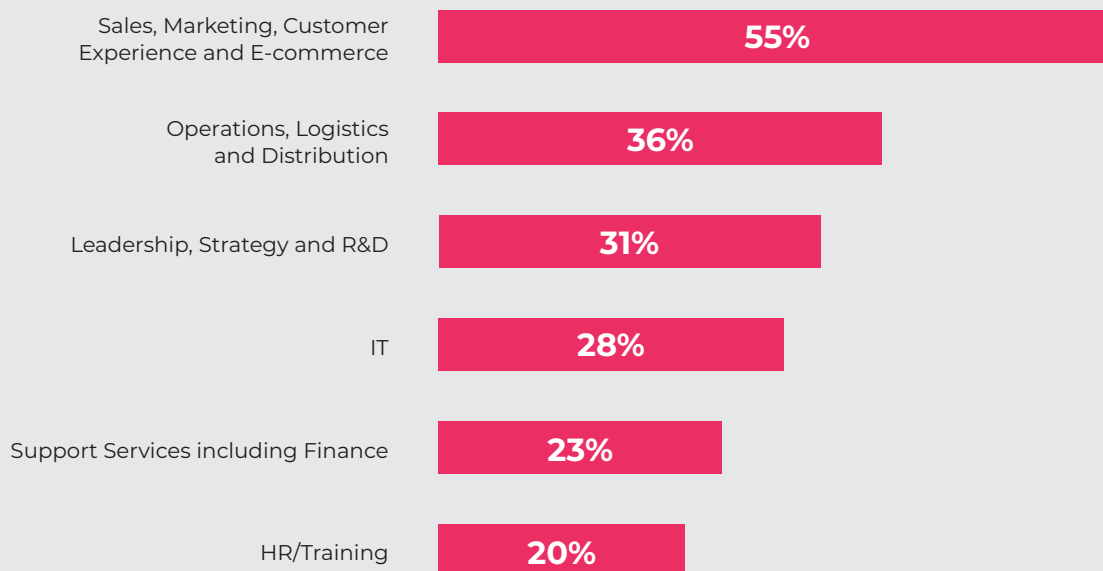 Sales, Marketing, Customer
Experience and E-commerce
55%
Operations, Logistics
and Distribution
36%
Leadership, Strategy and R&D
31%
IT
28%
Support Services including Finance
23%
HR/Training
20%